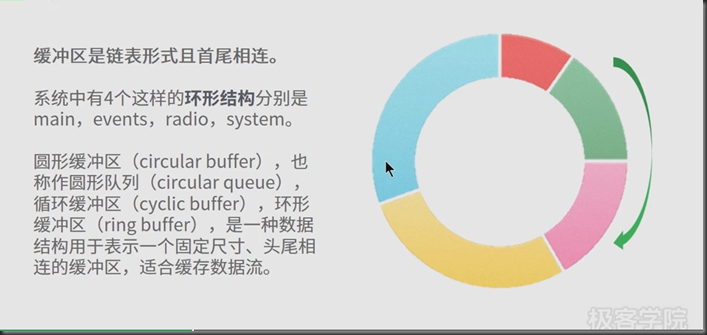 缓冲区是链表形式且首尾相连。
系统中有4个这样的环形结构分别是
main，events，radio，system。
圆形缓冲区（circular buffer），也
称作圆形队列（circular queue），
循环缓冲区（cyclic buffer），环形
缓冲区（ring buffer），是一种数据
结构用于表示一个固定尺寸、头尾相
连的缓冲区，适合缓存数据流。
极客学院